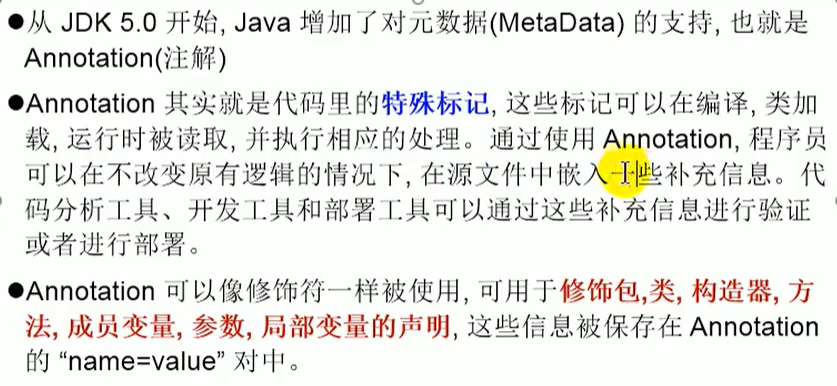 ●从 JDK 5.0 开始, Java 增加了对元数据(MetaData) 的支持, 也就是
Annotation(注解)
●Annotation 其实就是代码里的特殊标记, 这些标记可以在编译, 类加
载, 运行时被读取, 并执行相应的处理。通过使用 Annotation, 程序员
可以在不改变原有逻辑的情况下, 在源文件中嵌入一些补充信息。代
码分析工具、开发工具和部署工具可以通过这些补充信息进行验证
或者进行部署。
●Annotation 可以像修饰符一样被使用, 可用于修饰包,类, 构造器, 方
法, 成员变量, 参数, 局部变量的声明, 这些信息被保存在 Annotation
的 “name=value” 对中。